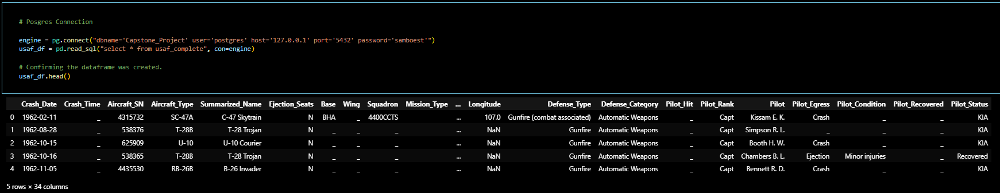 # Posgres Connection
engine = pg.connect("dbname='Capstone_Project' user='postgres' host='127.0.0.1' port='5432' password='samboest'")
usaf_df = pd.read_sql("select * from usaf_complete", con=engine)
# Confirming the dataframe was created.
usaf_df.head()
Crash_Date Crash_Time Aircraft_SN Aircraft_Type Summarized_Name Ejection_Seats Base Wing Squadron Mission_Type ... Longitude Defense_Type Defense_Category Pilot_Hit Pilot_Rank Pilot Pilot_Egress Pilot_Condition Pilot_Recovered Pilot_Status
0 1962-02-11 _ 4315732 SC-47A C-47 Skytrain N BHA _ 4400CCTS ... 107.0 Gunfire (combat associated) Automatic Weapons _ Capt Kissam E. K. Crash _ _ KIA
1 1962-08-28 _ 538376 T-28B T-28 Trojan N _ _ _ ... NaN Gunfire Automatic Weapons _ Capt Simpson R. L. _ _ _ KIA
2 1962-10-15 _ 625909 U-10 U-10 Courier N _ _ _ ... NaN Gunfire Automatic Weapons _ Capt Booth H. W. Crash _ _ KIA
3 1962-10-16 _ 538365 T-28B T-28 Trojan N _ _ _ ... NaN Gunfire Automatic Weapons _ Capt Chambers B. L. Ejection Minor injuries _ Recovered
4 1962-11-05 _ 4435530 RB-26B B-26 Invader N _ _ _ ... NaN Gunfire Automatic Weapons _ Capt Bennett R. D. Crash _ _ KIA
5 rows × 34 columns